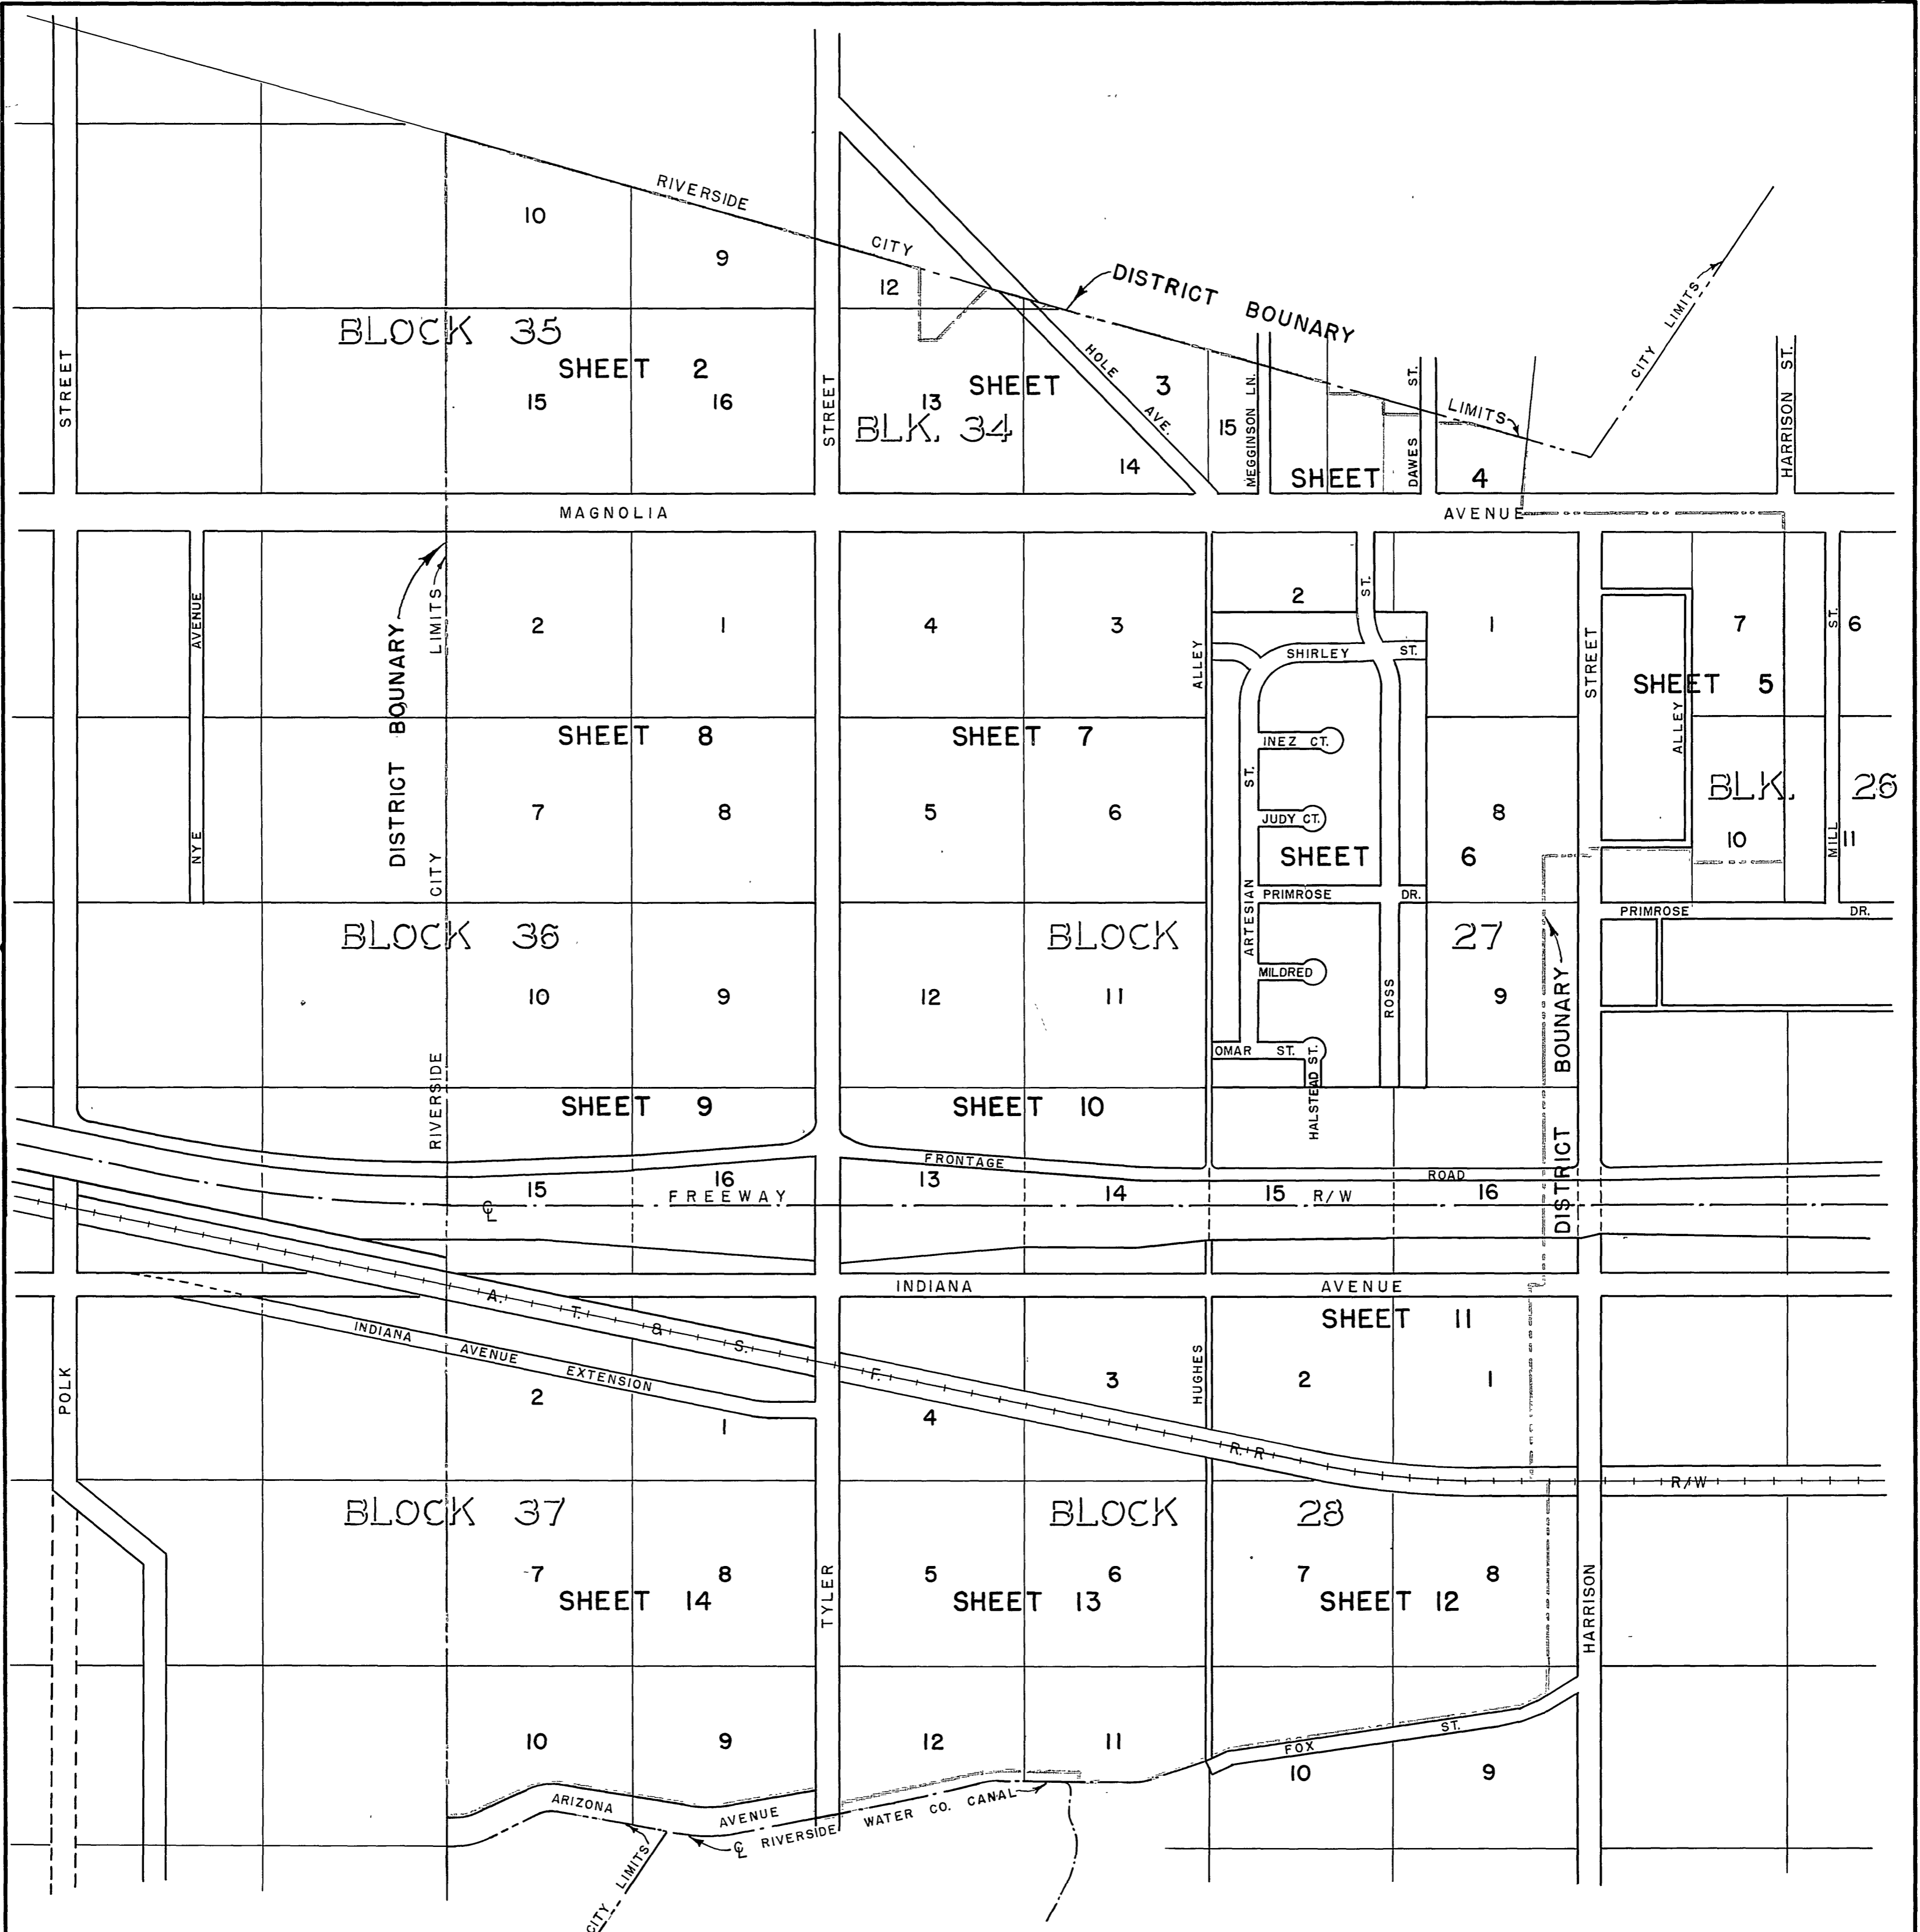 RIVERSIDE
10
9
CITY
12
DISTRICT BOUNARY
CITY LIMITS
BLOCK 35
SHEET 2
15
16
STREET
STREET
13
SHEET 3
BLK. 34
HOLE AVE.
14
15
MEGGINSON LN.
DAWES ST.
LIMITS
SHEET 4
HARRISON ST.
MAGNOLIA AVENUE
NYE AVENUE
DISTRICT BOUNARY
RIVERSIDE CITY LIMITS
2
1
4
3
ALLEY
2
ST.
1
STREET
7
MILL ST.
6
SHIRLEY ST.
SHEET 5
ALLEY
SHEET 8
SHEET 7
INEZ CT.
7
8
5
6
ARTESIAN ST.
JUDY CT.
8
BLK. 26
10
11
SHEET 6
PRIMROSE DR.
PRIMROSE DR.
BLOCK 36
BLOCK 27
MILDRED
10
9
12
11
ROSS
9
DISTRICT BOUNARY
OMAR ST.
HALSTEAD ST.
SHEET 9
SHEET 10
FRONTAGE ROAD
15
16
13
14
15
16
℄ FREEWAY R/W
INDIANA AVENUE
A. T. & S. F. R.R. R/W
SHEET 11
INDIANA AVENUE EXTENSION
POLK
2
1
4
3
HUGHES
2
1
BLOCK 37
BLOCK 28
7
8
5
6
7
8
SHEET 14
TYLER
SHEET 13
SHEET 12
HARRISON
10
9
12
11
FOX ST.
10
9
ARIZONA AVENUE
℄ RIVERSIDE WATER CO. CANAL
CITY LIMITS